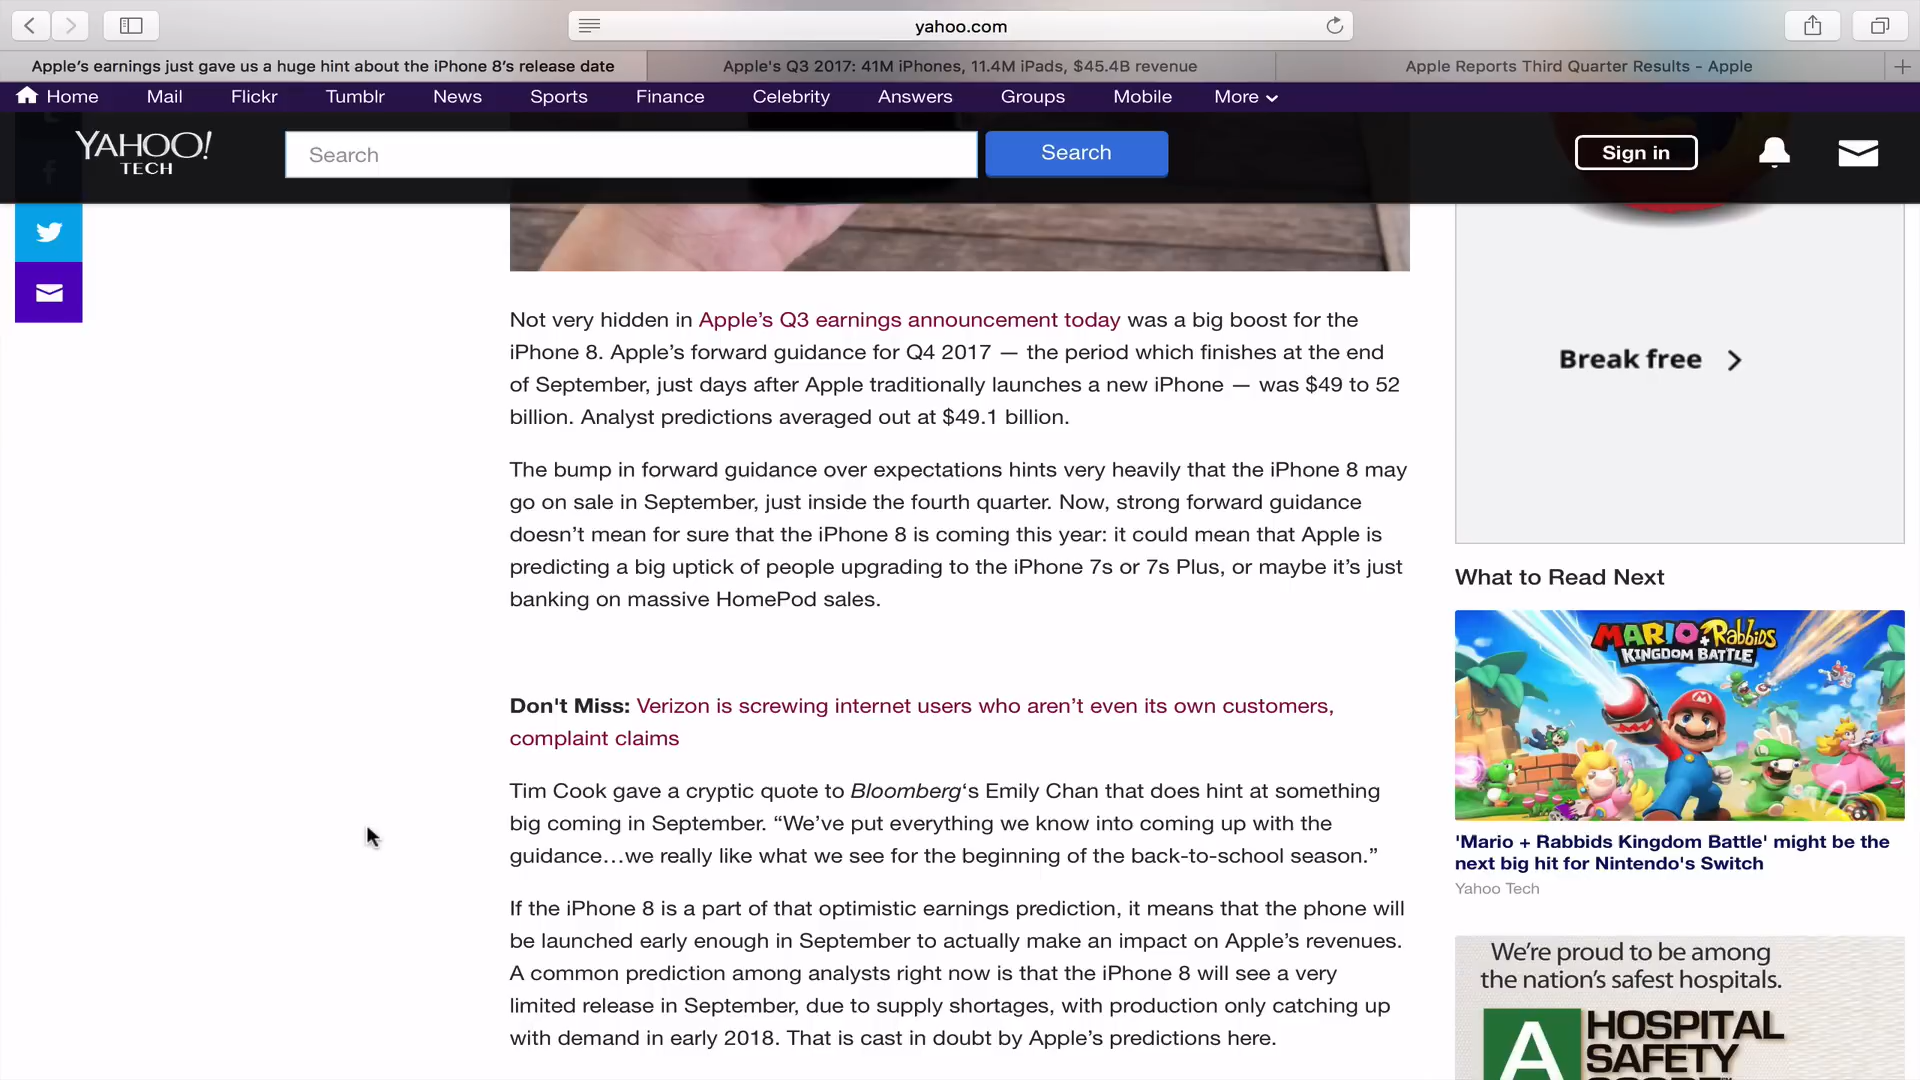 yahoo.com
Apple’s earnings just gave us a huge hint about the iPhone 8’s release date
Apple's Q3 2017: 41M iPhones, 11.4M iPads, $45.4B revenue
Apple Reports Third Quarter Results - Apple
Home Mail Flickr Tumblr News Sports Finance Celebrity Answers Groups Mobile More
YAHOO!
TECH
Search
Search
Sign in
Not very hidden in Apple’s Q3 earnings announcement today was a big boost for the
iPhone 8. Apple’s forward guidance for Q4 2017 — the period which finishes at the end
of September, just days after Apple traditionally launches a new iPhone — was $49 to 52
billion. Analyst predictions averaged out at $49.1 billion.
The bump in forward guidance over expectations hints very heavily that the iPhone 8 may
go on sale in September, just inside the fourth quarter. Now, strong forward guidance
doesn’t mean for sure that the iPhone 8 is coming this year: it could mean that Apple is
predicting a big uptick of people upgrading to the iPhone 7s or 7s Plus, or maybe it’s just
banking on massive HomePod sales.
Don't Miss: Verizon is screwing internet users who aren’t even its own customers,
complaint claims
Tim Cook gave a cryptic quote to Bloomberg‘s Emily Chan that does hint at something
big coming in September. “We’ve put everything we know into coming up with the
guidance…we really like what we see for the beginning of the back-to-school season.”
If the iPhone 8 is a part of that optimistic earnings prediction, it means that the phone will
be launched early enough in September to actually make an impact on Apple’s revenues.
A common prediction among analysts right now is that the iPhone 8 will see a very
limited release in September, due to supply shortages, with production only catching up
with demand in early 2018. That is cast in doubt by Apple’s predictions here.
Break free
What to Read Next
MARIO + Rabbids
KINGDOM BATTLE
'Mario + Rabbids Kingdom Battle' might be the
next big hit for Nintendo's Switch
Yahoo Tech
We’re proud to be among
the nation’s safest hospitals.
A
HOSPITAL
SAFETY